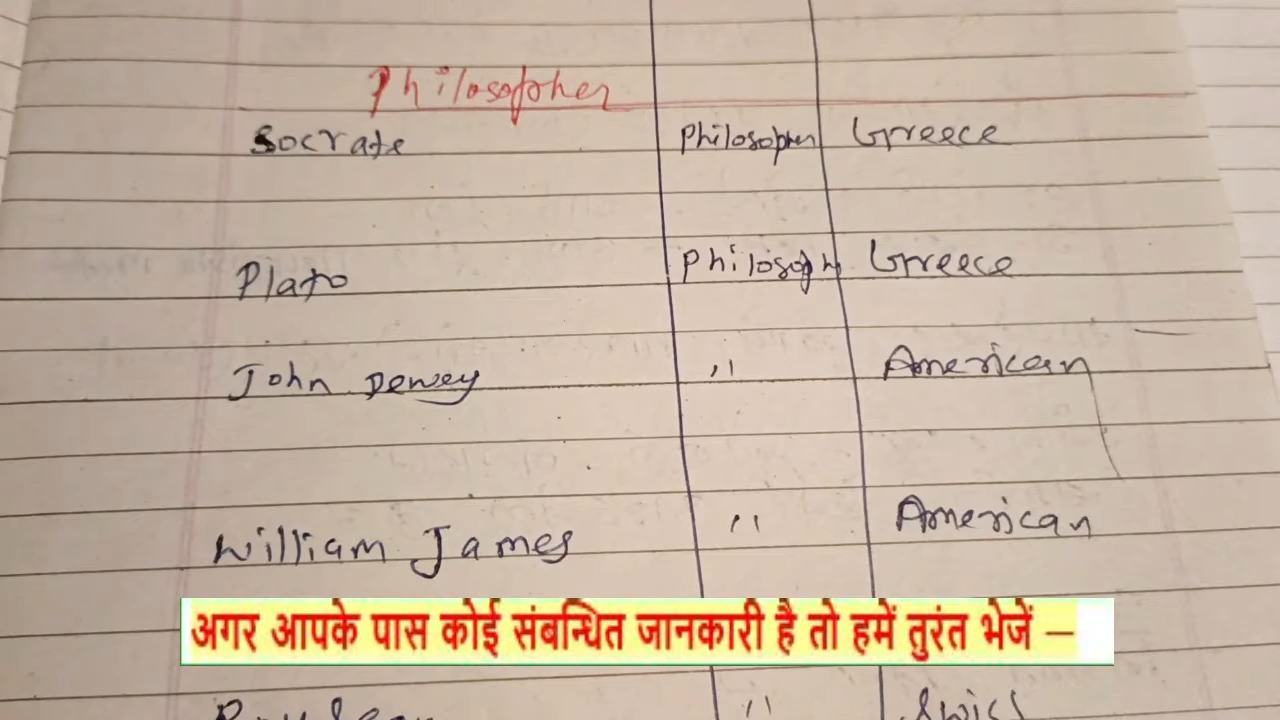 Philosopher
Socrate Philosopher Greece
Plato Philosoph Greece
John Dewey " American
William James " American
अगर आपके पास कोई संबन्धित जानकारी है तो हमें तुरंत भेजें –
"